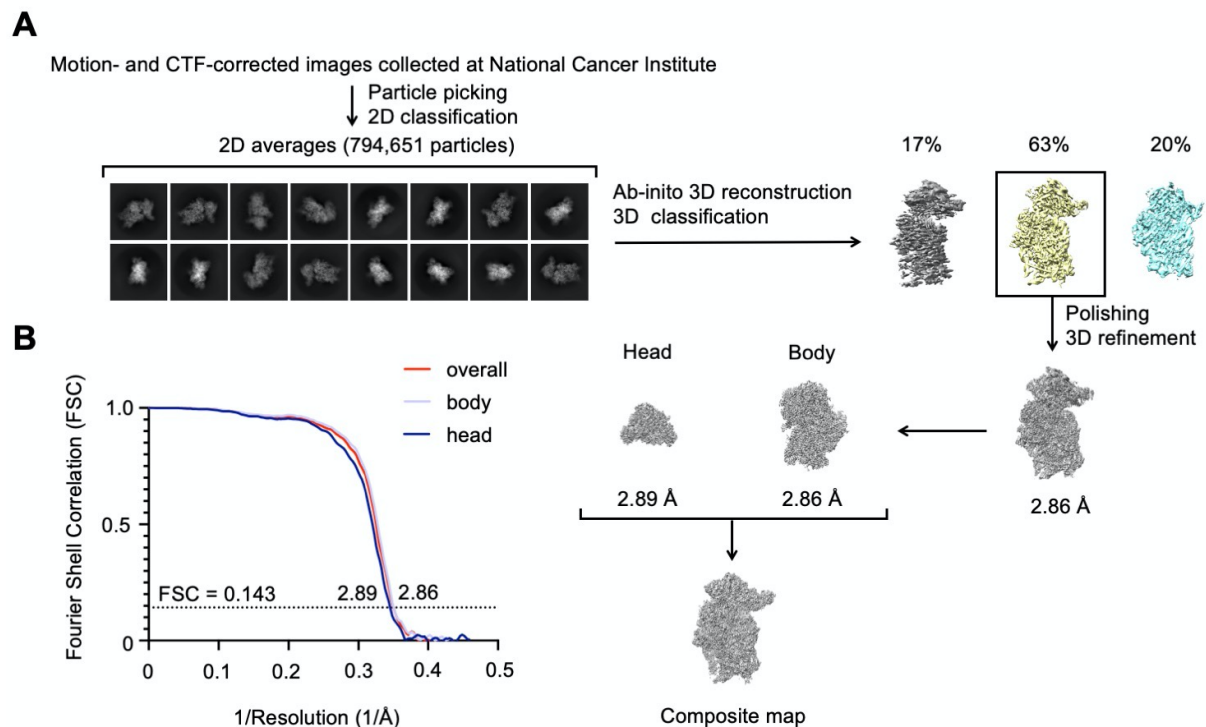 A
Motion- and CTF-corrected images collected at National Cancer Institute
Particle picking
2D classification
2D averages (794,651 particles)
Ab-inito 3D reconstruction
3D classification
17%
63%
20%
Polishing
3D refinement
Head
Body
2.89 Å
2.86 Å
2.86 Å
Composite map
B
overall
body
head
Fourier Shell Correlation (FSC)
1.0
0.5
0
FSC = 0.143
2.89
2.86
0
0.1
0.2
0.3
0.4
0.5
1/Resolution (1/Å)